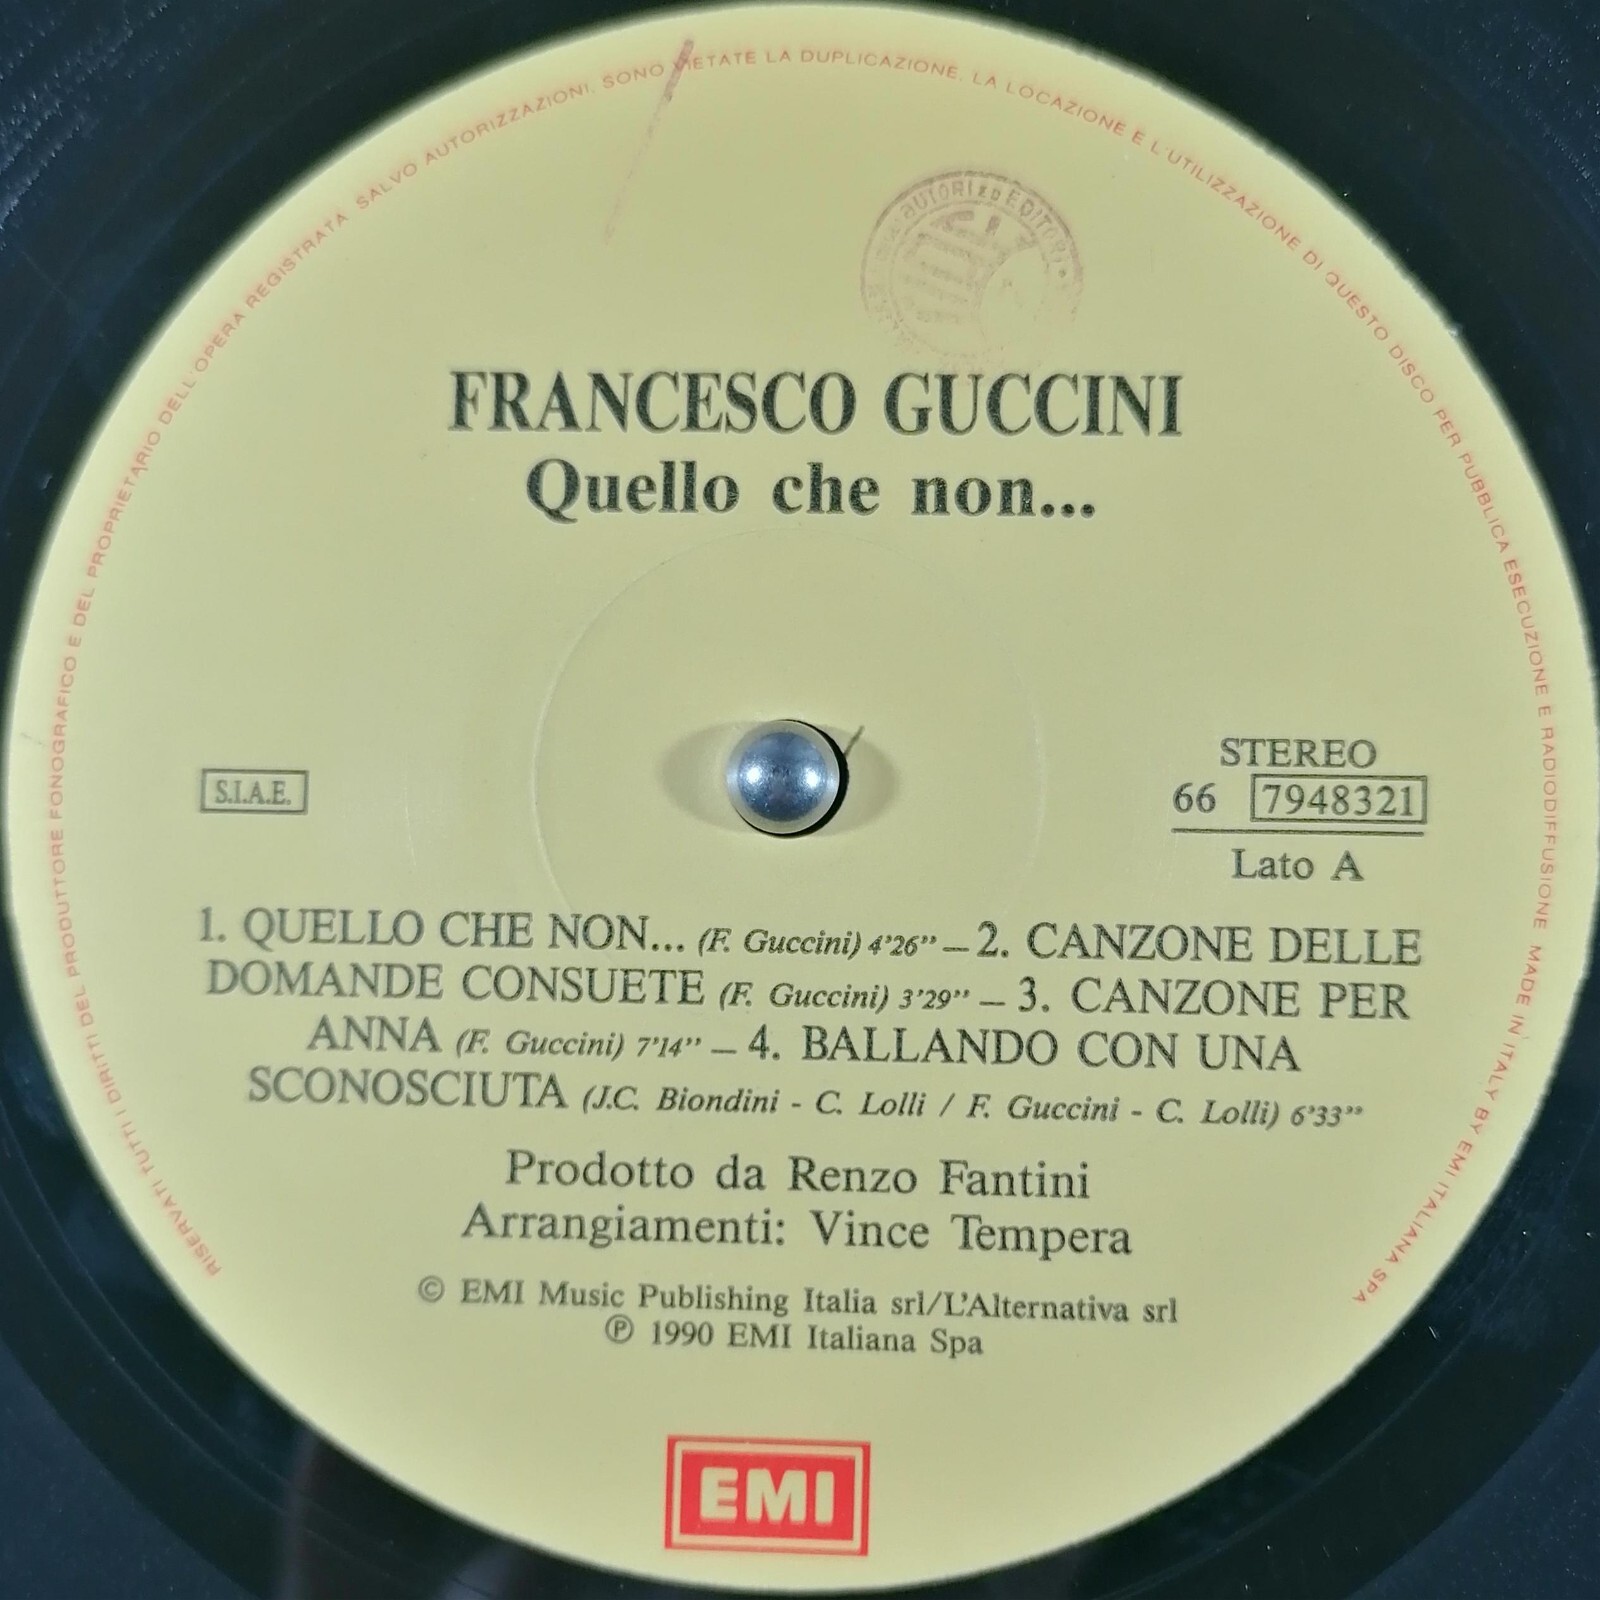 RISERVATI TUTTI I DIRITTI DEL PRODUTTORE FONOGRAFICO E DEL PROPRIETARIO DELL'OPERA REGISTRATA SALVO AUTORIZZAZIONI, SONO VIETATE LA DUPLICAZIONE, LA LOCAZIONE E L'UTILIZZAZIONE DI QUESTO DISCO PER PUBBLICA ESECUZIONE E RADIODIFFUSIONE MADE IN ITALY BY EMI ITALIANA SPA
AUTORI ED EDITORI
FRANCESCO GUCCINI
Quello che non...
S.I.A.E.
STEREO
66 7948321
Lato A
1. QUELLO CHE NON... (F. Guccini) 4'26" – 2. CANZONE DELLE
DOMANDE CONSUETE (F. Guccini) 3'29" – 3. CANZONE PER
ANNA (F. Guccini) 7'14" – 4. BALLANDO CON UNA
SCONOSCIUTA (J.C. Biondini - C. Lolli / F. Guccini - C. Lolli) 6'33"
Prodotto da Renzo Fantini
Arrangiamenti: Vince Tempera
© EMI Music Publishing Italia srl/L'Alternativa srl
℗ 1990 EMI Italiana Spa
EMI